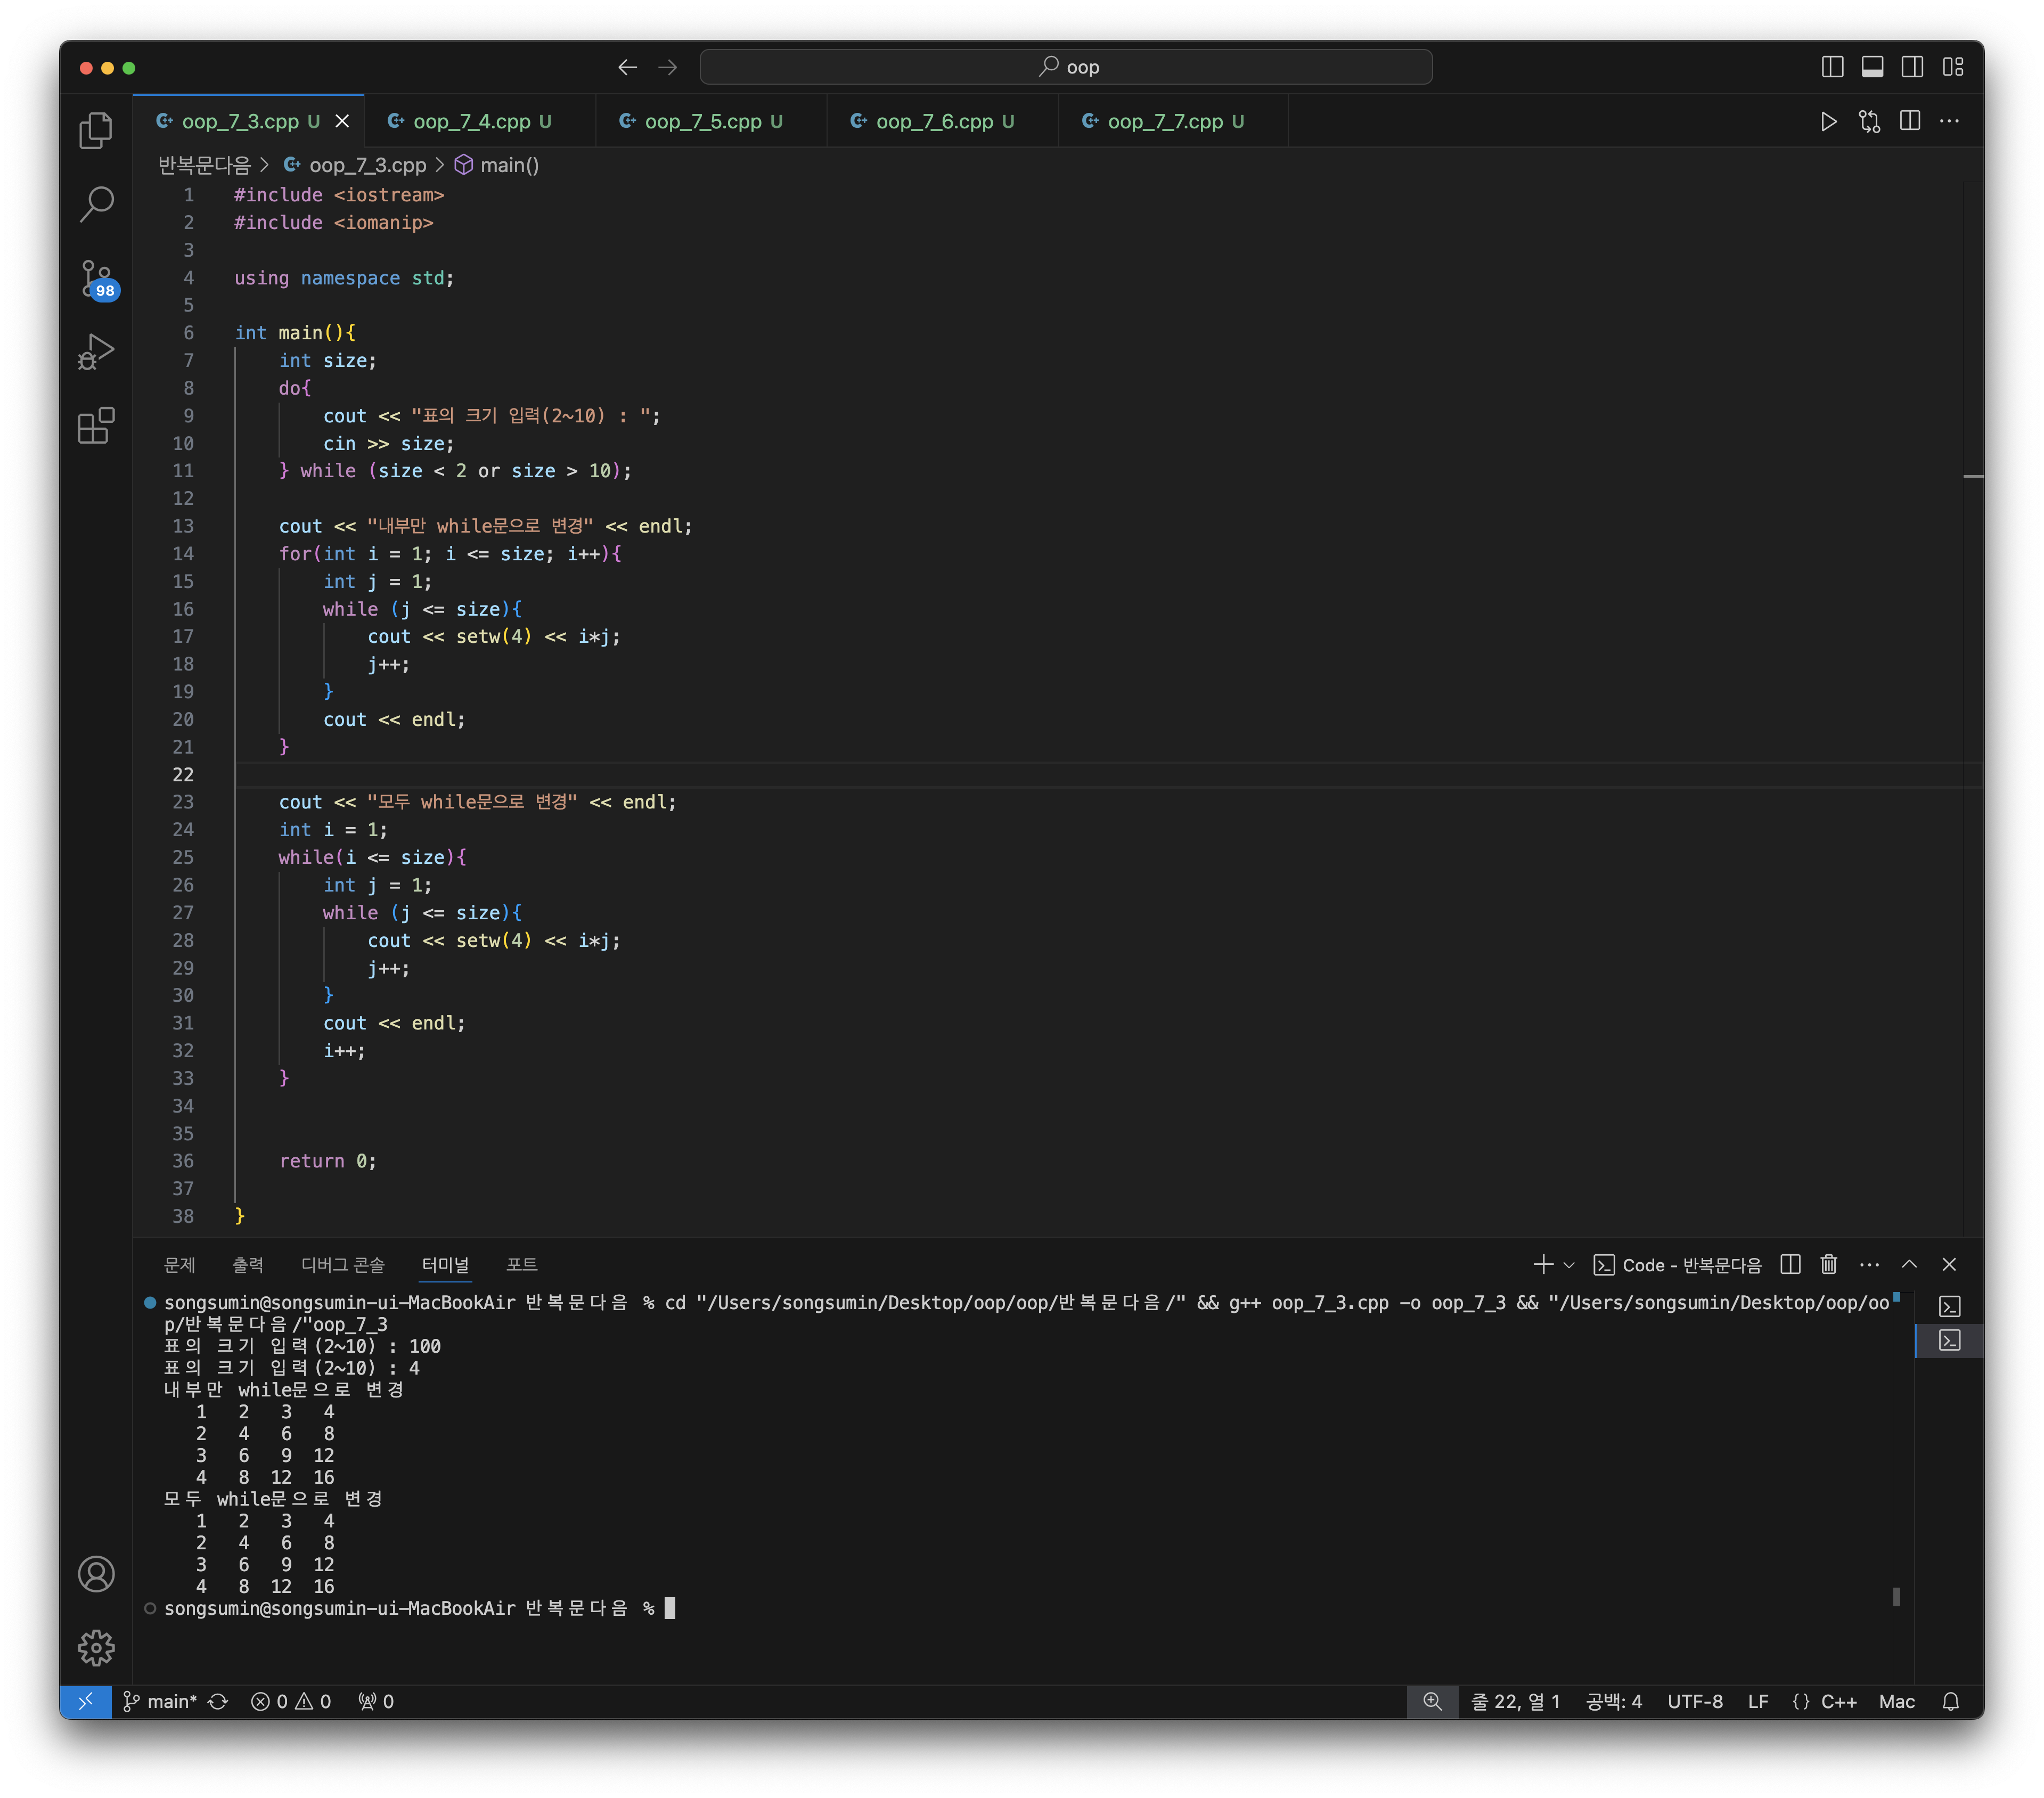 oop
oop_7_3.cpp U
oop_7_4.cpp U
oop_7_5.cpp U
oop_7_6.cpp U
oop_7_7.cpp U
반복문다음 > oop_7_3.cpp > main()
98
1 #include <iostream>
2 #include <iomanip>
3
4 using namespace std;
5
6 int main(){
7     int size;
8     do{
9         cout << "표의 크기 입력(2~10) : ";
10         cin >> size;
11     } while (size < 2 or size > 10);
12
13     cout << "내부만 while문으로 변경" << endl;
14     for(int i = 1; i <= size; i++){
15         int j = 1;
16         while (j <= size){
17             cout << setw(4) << i*j;
18             j++;
19         }
20         cout << endl;
21     }
22
23     cout << "모두 while문으로 변경" << endl;
24     int i = 1;
25     while(i <= size){
26         int j = 1;
27         while (j <= size){
28             cout << setw(4) << i*j;
29             j++;
30         }
31         cout << endl;
32         i++;
33     }
34
35
36     return 0;
37
38 }
문제 출력 디버그 콘솔 터미널 포트
Code - 반복문다음
songsumin@songsumin-ui-MacBookAir 반복문다음 % cd "/Users/songsumin/Desktop/oop/oop/반복문다음/" && g++ oop_7_3.cpp -o oop_7_3 && "/Users/songsumin/Desktop/oop/oo
p/반복문다음/"oop_7_3
표의 크기 입력(2~10) : 100
표의 크기 입력(2~10) : 4
내부만 while문으로 변경
   1   2   3   4
   2   4   6   8
   3   6   9  12
   4   8  12  16
모두 while문으로 변경
   1   2   3   4
   2   4   6   8
   3   6   9  12
   4   8  12  16
songsumin@songsumin-ui-MacBookAir 반복문다음 %
main* 0 0 0 줄 22, 열 1 공백: 4 UTF-8 LF {} C++ Mac